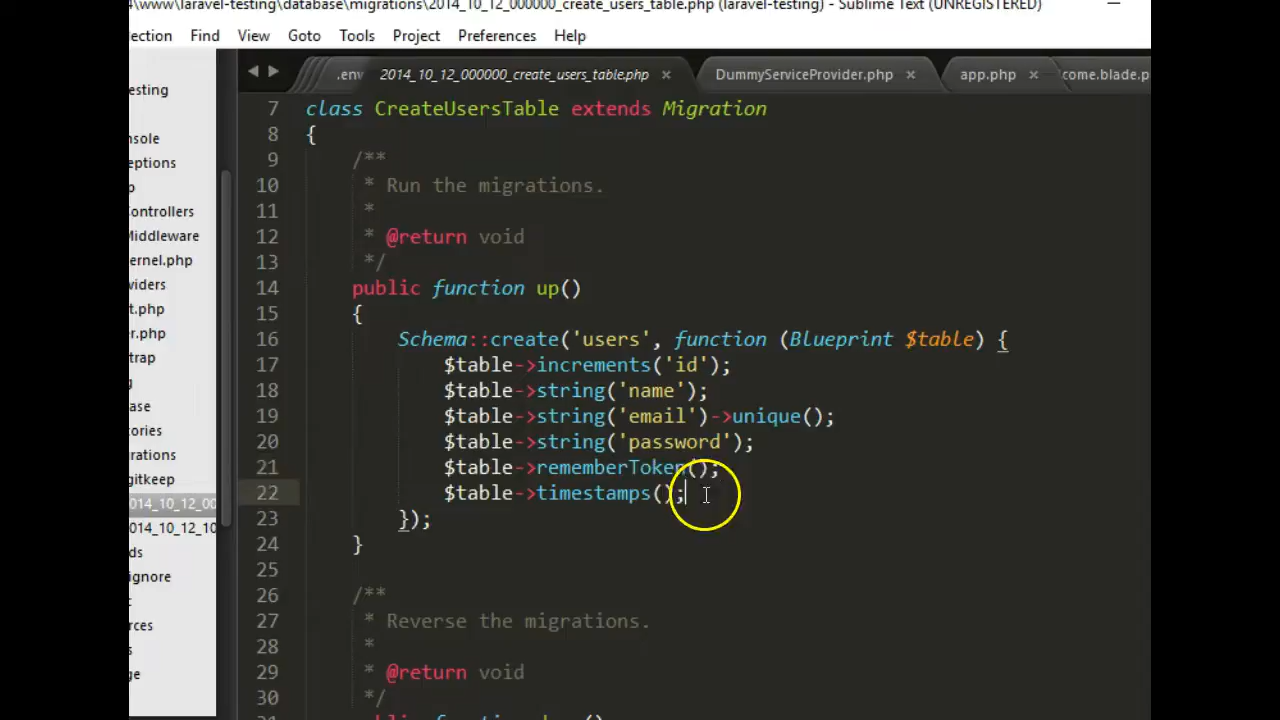 4\www\laravel-testing\database\migrations\2014_10_12_000000_create_users_table.php (laravel-testing) - Sublime Text (UNREGISTERED)
lection Find View Goto Tools Project Preferences Help
.env 2014_10_12_000000_create_users_table.php × DummyServiceProvider.php × app.php × come.blade.p
esting
nsole
eptions
p
ontrollers
Middleware
ernel.php
viders
t.php
er.php
trap
g
ase
tories
rations
gitkeep
014_10_12_00
014_10_12_10
ds
ignore
:
rces
s
ge
7 class CreateUsersTable extends Migration
8 {
9 /**
10 * Run the migrations.
11 *
12 * @return void
13 */
14 public function up()
15 {
16 Schema::create('users', function (Blueprint $table) {
17 $table->increments('id');
18 $table->string('name');
19 $table->string('email')->unique();
20 $table->string('password');
21 $table->rememberToken();
22 $table->timestamps();
23 });
24 }
25
26 /**
27 * Reverse the migrations.
28 *
29 * @return void
30 */